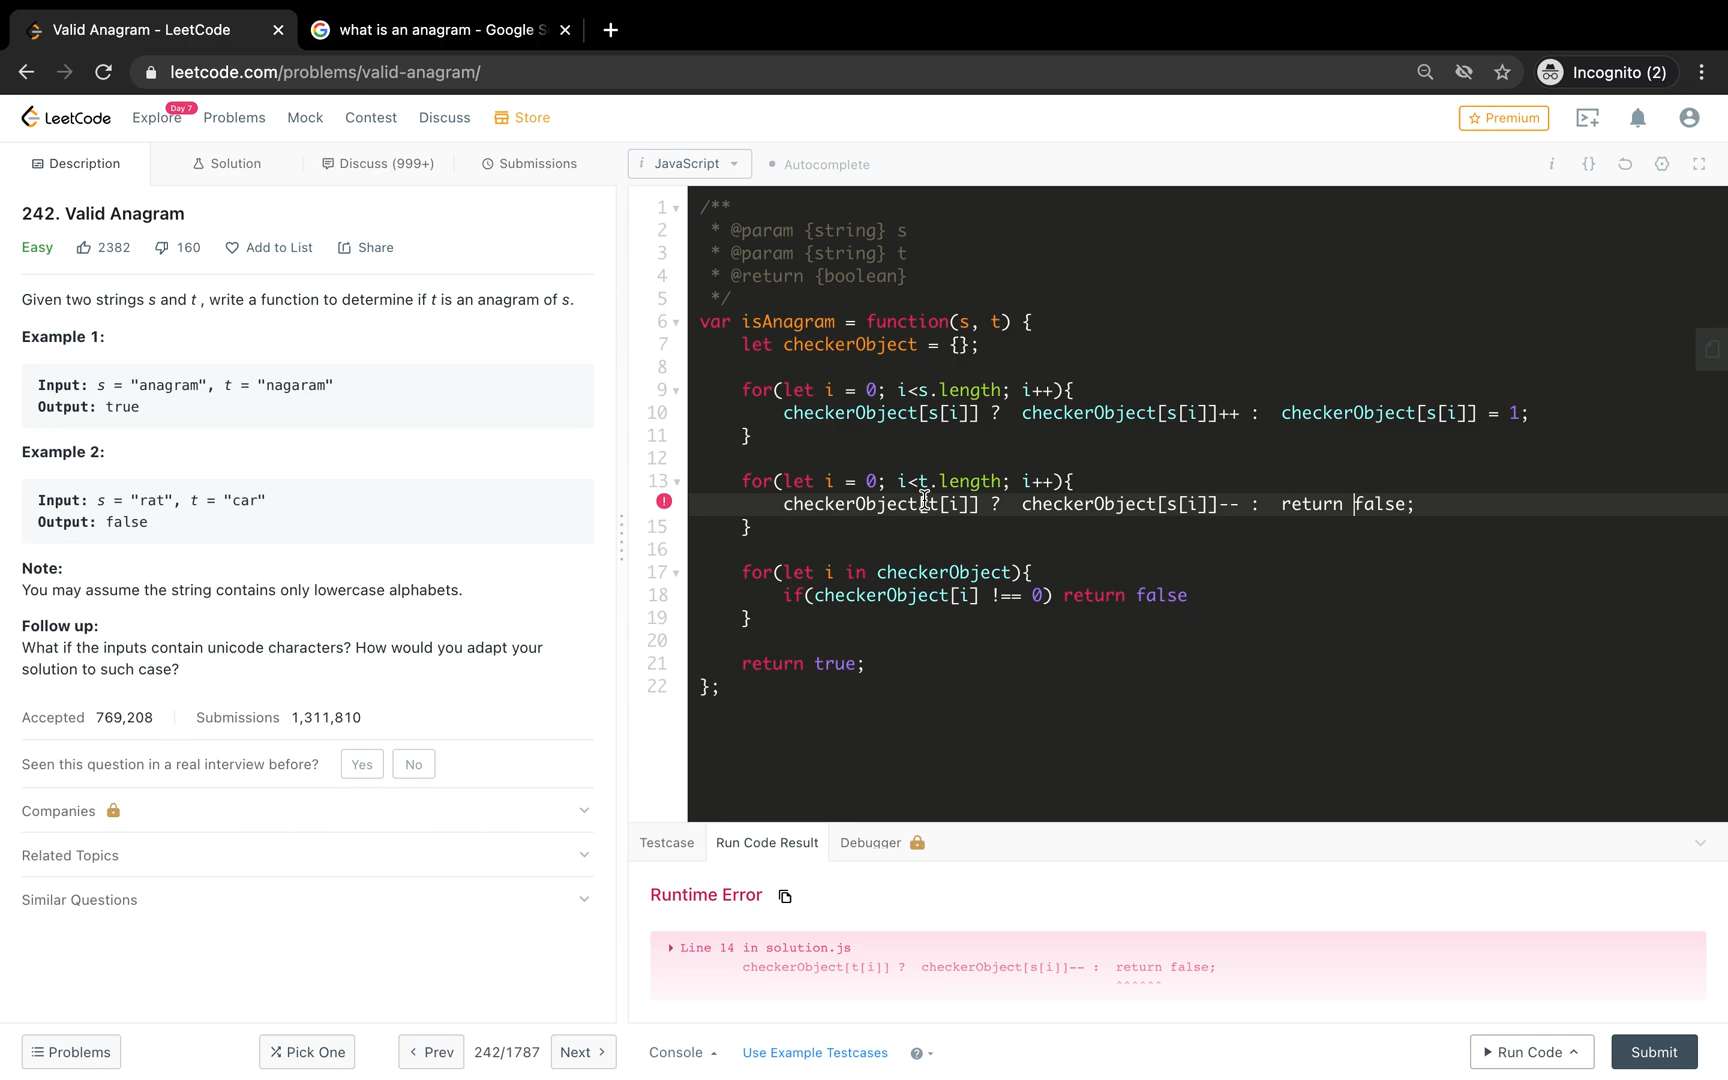 Valid Anagram - LeetCode
what is an anagram - Google S
leetcode.com/problems/valid-anagram/
Incognito (2)
LeetCode
Explore
Day 7
Problems
Mock
Contest
Discuss
Store
Premium
Description
Solution
Discuss (999+)
Submissions
i JavaScript
Autocomplete
242. Valid Anagram
Easy
2382
160
Add to List
Share
Given two strings s and t , write a function to determine if t is an anagram of s.
Example 1:
Input: s = "anagram", t = "nagaram"
Output: true
Example 2:
Input: s = "rat", t = "car"
Output: false
Note:
You may assume the string contains only lowercase alphabets.
Follow up:
What if the inputs contain unicode characters? How would you adapt your
solution to such case?
Accepted 769,208
Submissions 1,311,810
Seen this question in a real interview before?
Yes
No
Companies
Related Topics
Similar Questions
1 /**
2 * @param {string} s
3 * @param {string} t
4 * @return {boolean}
5 */
6 var isAnagram = function(s, t) {
7 let checkerObject = {};
8
9 for(let i = 0; i<s.length; i++){
10 checkerObject[s[i]] ? checkerObject[s[i]]++ : checkerObject[s[i]] = 1;
11 }
12
13 for(let i = 0; i<t.length; i++){
checkerObject[t[i]] ? checkerObject[s[i]]-- : return false;
15 }
16
17 for(let i in checkerObject){
18 if(checkerObject[i] !== 0) return false
19 }
20
21 return true;
22 };
Testcase
Run Code Result
Debugger
Runtime Error
Line 14 in solution.js
checkerObject[t[i]] ? checkerObject[s[i]]-- : return false;
^^^^^^
Problems
Pick One
Prev
242/1787
Next
Console
Use Example Testcases
Run Code
Submit